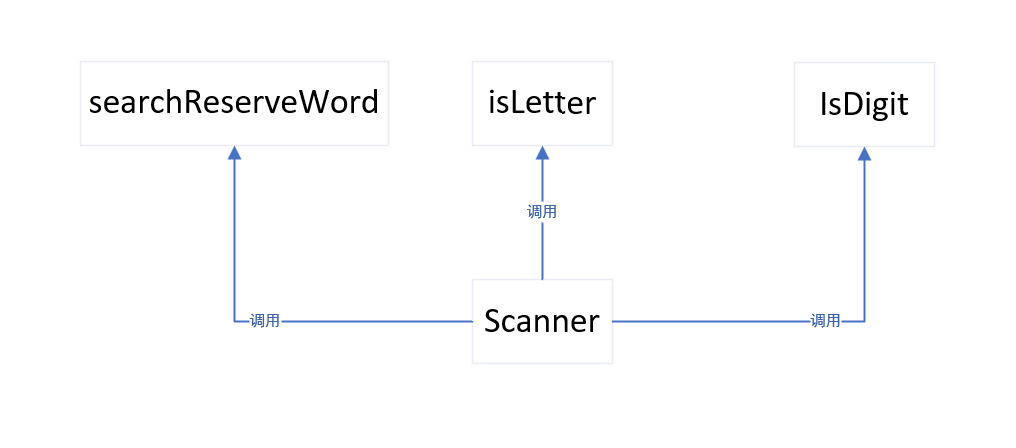 searchReserveWord
isLetter
IsDigit
调用
Scanner
调用
调用